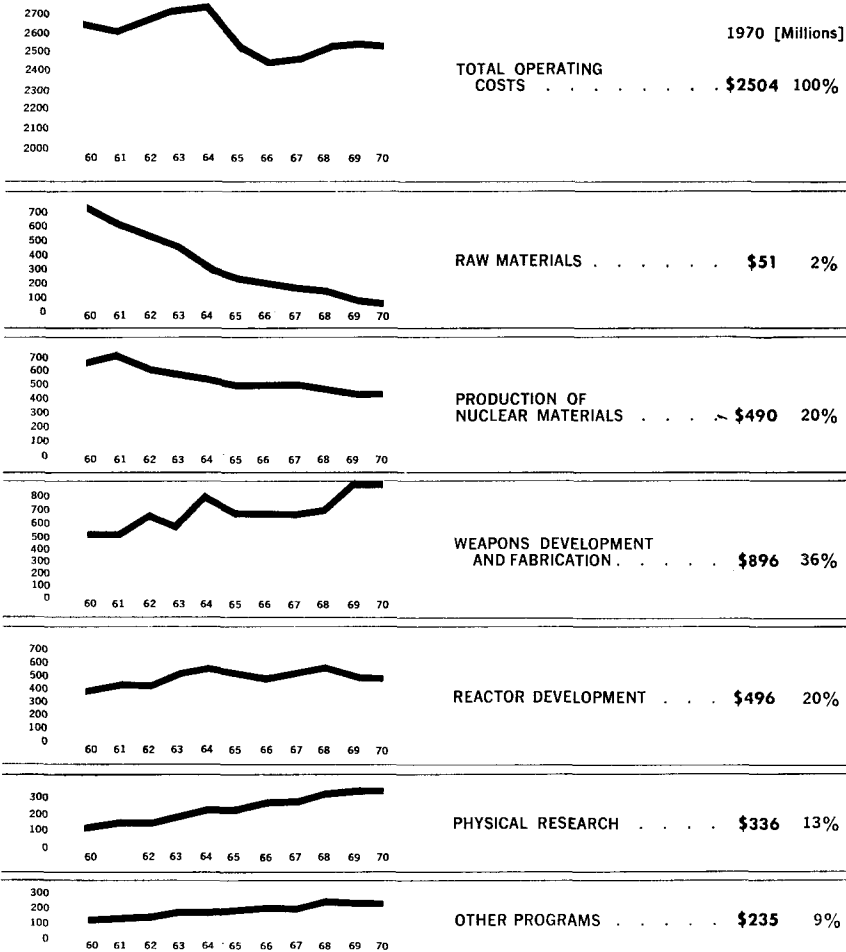 1970 [Millions]
2700
2600
2500
2400
2300
2200
2100
2000
60 61 62 63 64 65 66 67 68 69 70
TOTAL OPERATING
COSTS . . . . . . . . $2504 100%
700
600
500
400
300
200
100
0
60 61 62 63 64 65 66 67 68 69 70
RAW MATERIALS . . . . . . $51 2%
700
600
500
400
300
200
100
0
60 61 62 63 64 65 66 67 68 69 70
PRODUCTION OF
NUCLEAR MATERIALS . . . . $490 20%
800
700
600
500
400
300
200
100
0
60 61 62 63 64 65 66 67 68 69 70
WEAPONS DEVELOPMENT
AND FABRICATION . . . . . $896 36%
700
600
500
400
300
200
100
0
60 61 62 63 64 65 66 67 68 69 70
REACTOR DEVELOPMENT . . . $496 20%
300
200
100
0
60 62 63 64 65 66 67 68 69 70
PHYSICAL RESEARCH . . . . . $336 13%
300
200
100
0
60 61 62 63 64 65 66 67 68 69 70
OTHER PROGRAMS . . . . . $235 9%